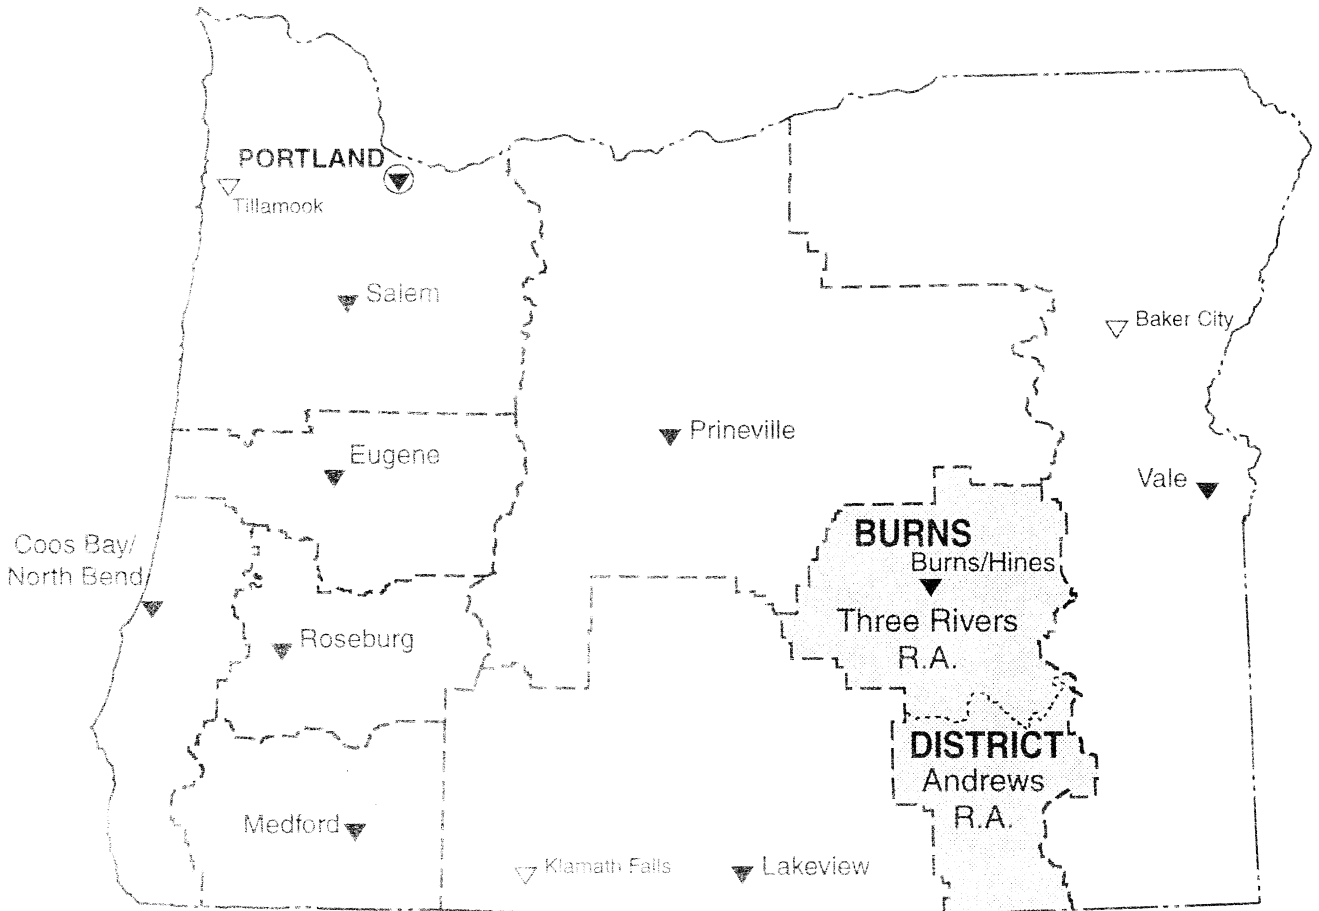 PORTLAND
Tillamook
Salem
Baker City
Eugene
Prineville
Vale
Coos Bay/
North Bend
BURNS
Burns/Hines
Three Rivers
R.A.
Roseburg
DISTRICT
Andrews
R.A.
Medford
Klamath Falls
Lakeview